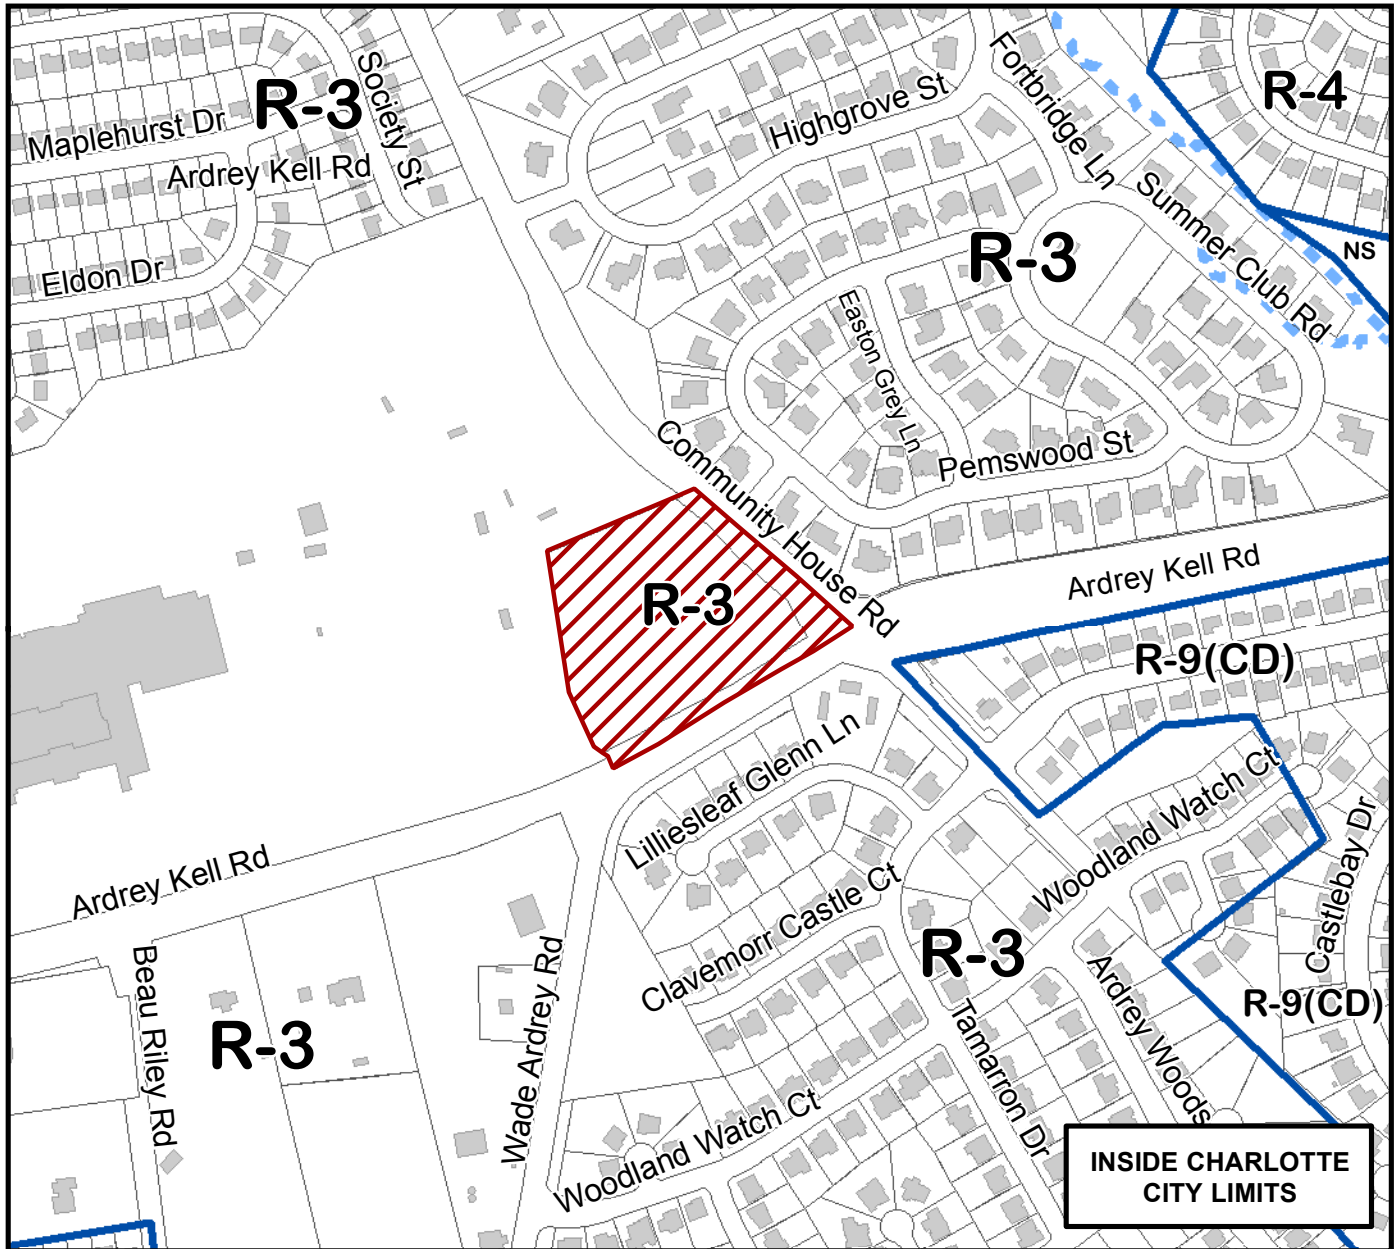 R-3
Society St
Maplehurst Dr
Ardrey Kell Rd
Eldon Dr
Highgrove St
Fortbridge Ln
R-4
Summer Club Rd
NS
R-3
Easton Grey Ln
Pemswood St
Community House Rd
R-3
Ardrey Kell Rd
R-9(CD)
Lilliesleaf Glenn Ln
Woodland Watch Ct
Castlebay Dr
Ardrey Kell Rd
Clavemorr Castle Ct
R-3
R-9(CD)
Beau Riley Rd
R-3
Wade Ardrey Rd
Tamarron Dr
Ardrey Woods
Woodland Watch Ct
INSIDE CHARLOTTE
CITY LIMITS